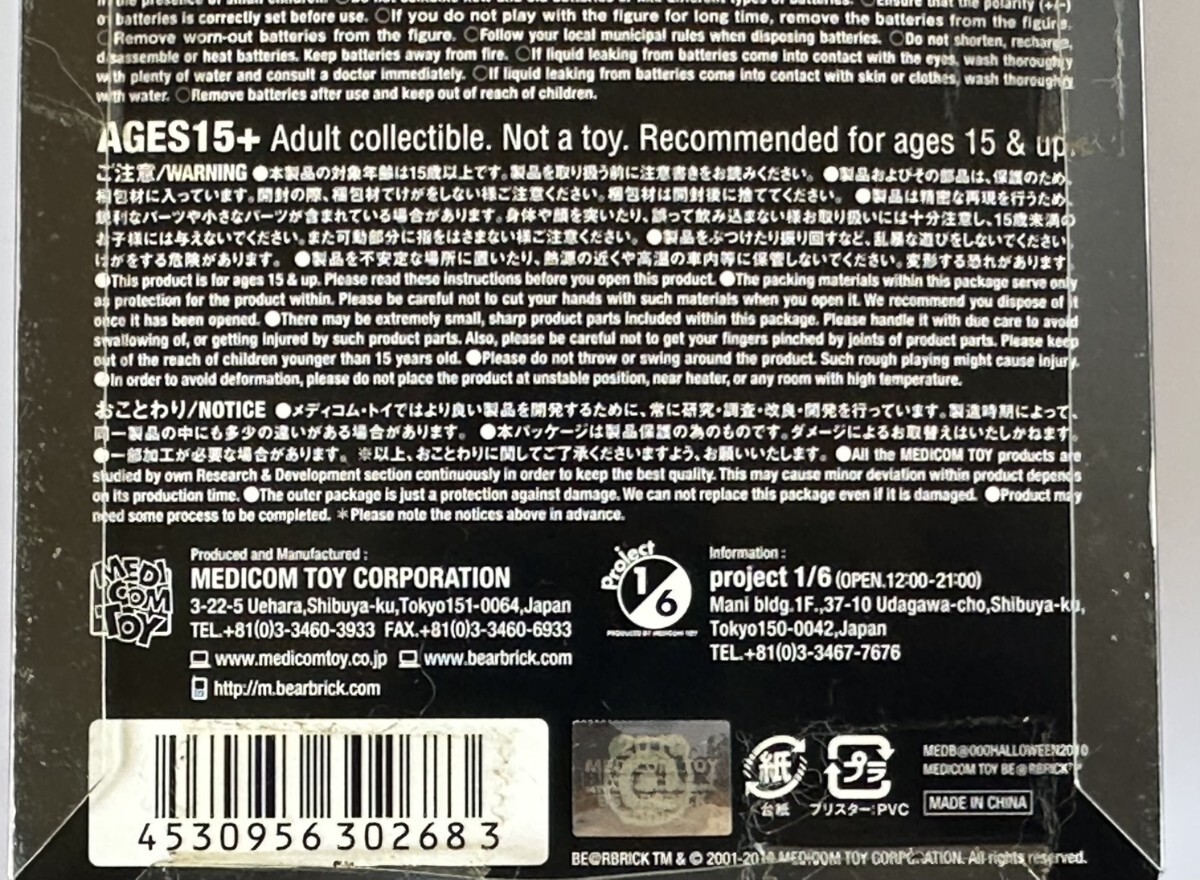 batteries is correctly set before use. ○If you do not play with the figure for long time, remove the batteries from the figure.
○Remove worn-out batteries from the figure. ○Follow your local municipal rules when disposing batteries. ○Do not shorten, recharge,
disassemble or heat batteries. Keep batteries away from fire. ○If liquid leaking from batteries come into contact with the eyes, wash thoroughly
with plenty of water and consult a doctor immediately. ○If liquid leaking from batteries come into contact with skin or clothes, wash thoroughly
with water. ○Remove batteries after use and keep out of reach of children.
AGES15+ Adult collectible. Not a toy. Recommended for ages 15 & up.
ご注意/WARNING ●本製品の対象年齢は15歳以上です。製品を取り扱う前に注意書きをお読みください。 ●製品およびその部品は、保護のため、
梱包材に入っています。開封の際、梱包材でけがをしない様ご注意ください。梱包材は開封後に捨ててください。 ●製品は精密な再現を行うため、
鋭利なパーツや小さなパーツが含まれている場合があります。身体や顔を突いたり、誤って飲み込まない様お取り扱いには十分注意し、15歳未満の
お子様には与えないでください。また可動部分に指をはさまない様ご注意ください。 ●製品をぶつけたり振り回すなど、乱暴な遊びをしないでください。
けがをする危険があります。 ●製品を不安定な場所に置いたり、熱源の近くや高温の車内等に保管しないでください。変形する恐れがあります
●This product is for ages 15 & up. Please read these instructions before you open this product. ●The packing materials within this package serve only
as protection for the product within. Please be careful not to cut your hands with such materials when you open it. We recommend you dispose of it
once it has been opened. ●There may be extremely small, sharp product parts included within this package. Please handle it with due care to avoid
swallowing of, or getting injured by such product parts. Also, please be careful not to get your fingers pinched by joints of product parts. Please keep
out of the reach of children younger than 15 years old. ●Please do not throw or swing around the product. Such rough playing might cause injury.
●In order to avoid deformation, please do not place the product at unstable position, near heater, or any room with high temperature.
おことわり/NOTICE ●メディコム・トイではより良い製品を開発するために、常に研究・調査・改良・開発を行っています。製造時期によって、
同一製品の中にも多少の違いがある場合があります。 ●本パッケージは製品保護の為のものです。ダメージによるお取替えはいたしかねます。
●一部加工が必要な場合があります。 ※以上、おことわりに関してご了承くださいますよう、お願いいたします。 ●All the MEDICOM TOY products are
studied by own Research & Development section continuously in order to keep the best quality. This may cause minor deviation within product depends
on its production time. ●The outer package is just a protection against damage. We can not replace this package even if it is damaged. ●Product may
need some process to be completed. ＊Please note the notices above in advance.
MEDI
COM
TOY
Produced and Manufactured :
MEDICOM TOY CORPORATION
3-22-5 Uehara,Shibuya-ku,Tokyo151-0064,Japan
TEL.+81(0)3-3460-3933 FAX.+81(0)3-3460-6933
www.medicomtoy.co.jp www.bearbrick.com
http://m.bearbrick.com
Project
1/6
PRODUCED BY MEDICOM TOY
Information :
project 1/6 (OPEN.12:00-21:00)
Mani bldg.1F.,37-10 Udagawa-cho,Shibuya-ku,
Tokyo150-0042,Japan
TEL.+81(0)3-3467-7676
4530956302683
MEDICOM TOY
紙
台紙
プラ
ブリスター:PVC
MEDB@000HALLOWEEN2010
MEDICOM TOY BE@RBRICK™
MADE IN CHINA
BE@RBRICK TM & © 2001-2010 MEDICOM TOY CORPORATION. All rights reserved.